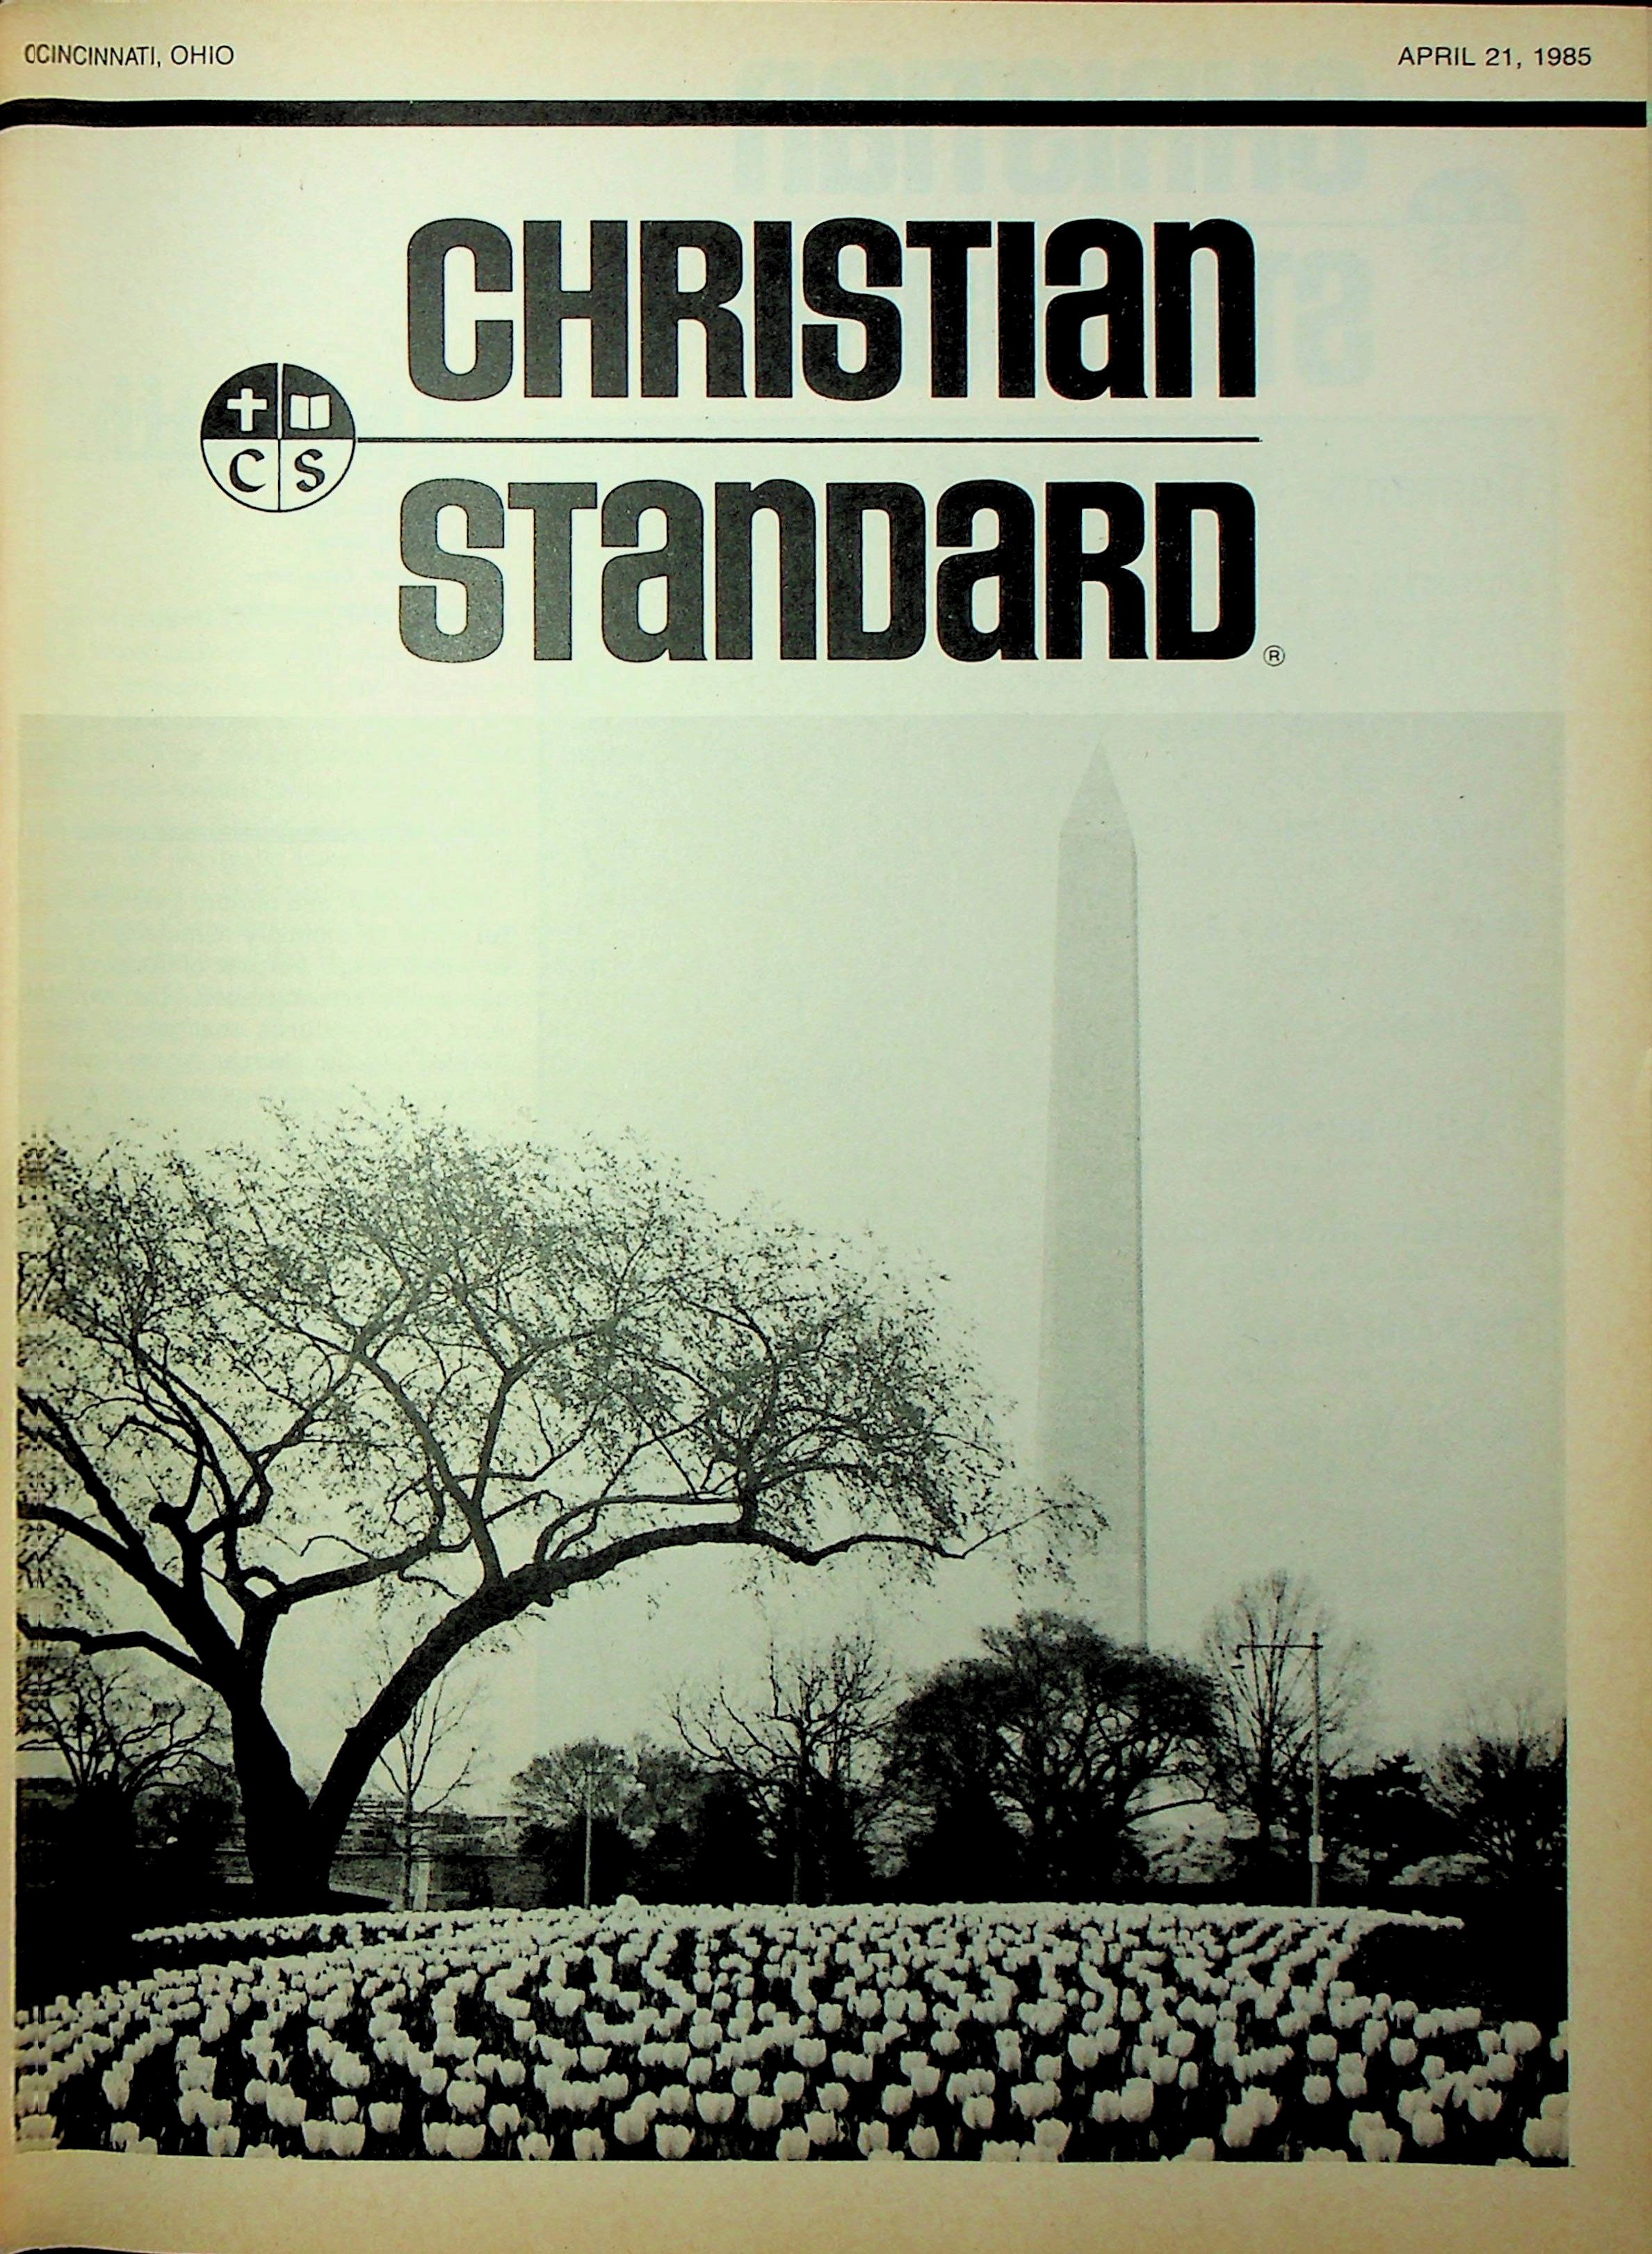 CINCINNATI, OHIO
APRIL 21, 1985
CHRISTIAN
C S
STANDARD®